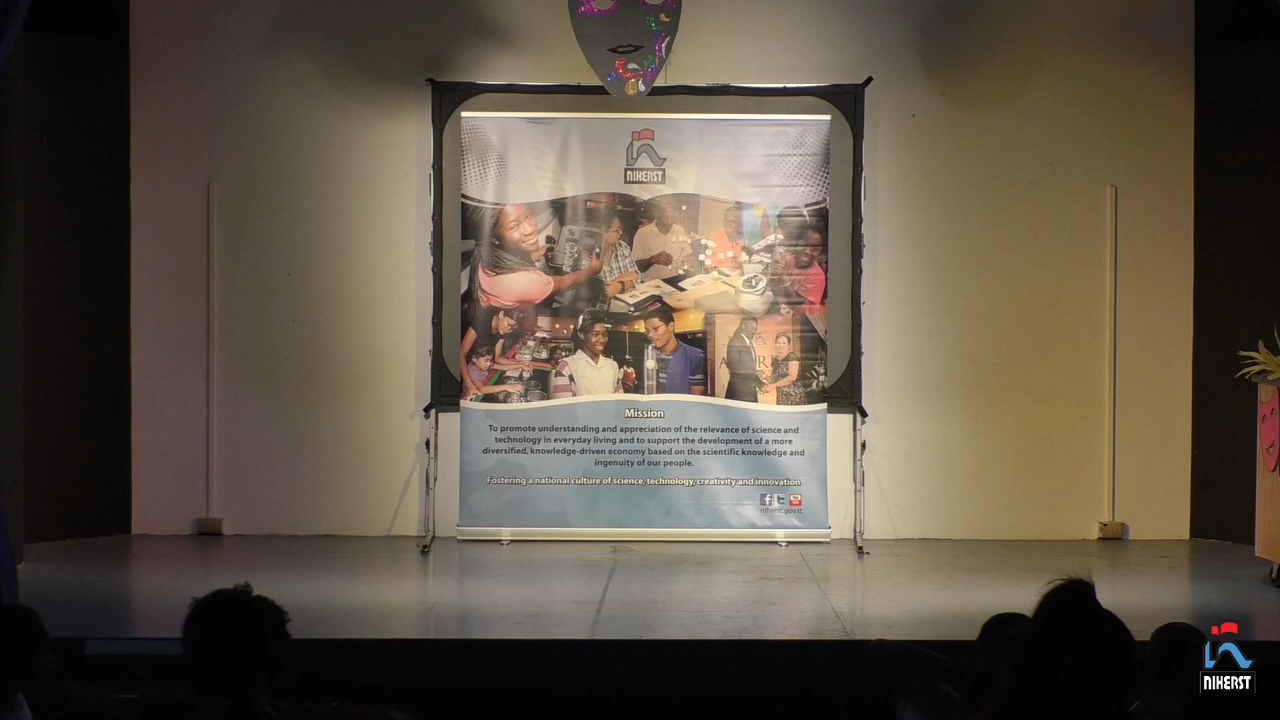 NIHERST
Mission
To promote understanding and appreciation of the relevance of science and
technology in everyday living and to support the development of a more
diversified, knowledge-driven economy based on the scientific knowledge and
ingenuity of our people.
Fostering a national culture of science, technology, creativity and innovation
niherst.gov.tt
NIHERST